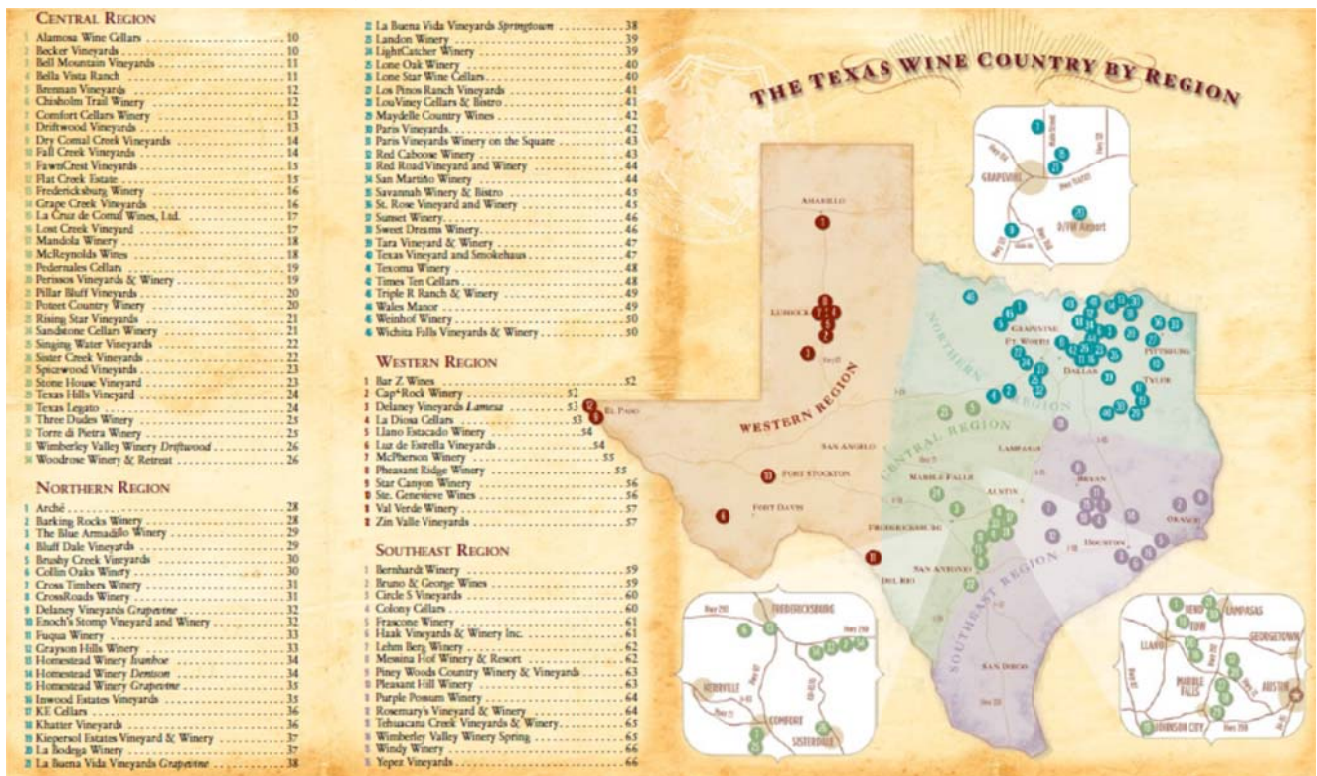 CENTRAL REGION
1 Alamosa Wine Cellars 10
2 Becker Vineyards 10
3 Bell Mountain Vineyards 11
4 Bella Vista Ranch 11
5 Brennan Vineyards 12
6 Chisholm Trail Winery 12
7 Comfort Cellars Winery 13
8 Driftwood Vineyards 13
9 Dry Comal Creek Vineyards 14
10 Fall Creek Vineyards 14
11 FawnCrest Vineyards 15
12 Flat Creek Estate 15
13 Fredericksburg Winery 16
14 Grape Creek Vineyards 16
15 La Cruz de Comal Wines, Ltd. 17
16 Lost Creek Vineyard 17
17 Mandola Winery 18
18 McReynolds Wines 18
19 Pedernales Cellars 19
20 Perissos Vineyards & Winery 19
21 Pillar Bluff Vineyards 20
22 Poteet Country Winery 20
23 Rising Star Vineyards 21
24 Sandstone Cellars Winery 21
25 Singing Water Vineyards 22
26 Sister Creek Vineyards 22
27 Spicewood Vineyards 23
28 Stone House Vineyard 23
29 Texas Hills Vineyard 24
30 Texas Legato 24
31 Three Dudes Winery 25
32 Torre di Pietra Winery 25
33 Wimberley Valley Winery Driftwood 26
34 Woodrose Winery & Retreat 26
NORTHERN REGION
1 Arché 28
2 Barking Rocks Winery 28
3 The Blue Armadillo Winery 29
4 Bluff Dale Vineyards 29
5 Brushy Creek Vineyards 30
6 Collin Oaks Winery 30
7 Cross Timbers Winery 31
8 CrossRoads Winery 31
9 Delaney Vineyards Grapevine 32
10 Enoch's Stomp Vineyard and Winery 32
11 Fuqua Winery 33
12 Grayson Hills Winery 33
13 Homestead Winery Ivanhoe 34
14 Homestead Winery Denison 34
15 Homestead Winery Grapevine 35
16 Inwood Estates Vineyards 35
17 KE Cellars 36
18 Khatter Vineyards 36
19 Kiepersol Estates Vineyard & Winery 37
20 La Bodega Winery 37
21 La Buena Vida Vineyards Grapevine 38
22 La Buena Vida Vineyards Springtown 38
23 Landon Winery 39
24 LightCatcher Winery 39
25 Lone Oak Winery 40
26 Lone Star Wine Cellars 40
27 Los Pinos Ranch Vineyards 41
28 LouViney Cellars & Bistro 41
29 Maydelle Country Wines 42
30 Paris Vineyards 42
31 Paris Vineyards Winery on the Square 43
32 Red Caboose Winery 43
33 Red Road Vineyard and Winery 44
34 San Martiño Winery 44
35 Savannah Winery & Bistro 45
36 St. Rose Vineyard and Winery 45
37 Sunset Winery 46
38 Sweet Dreams Winery 46
39 Tara Vineyard & Winery 47
40 Texas Vineyard and Smokehaus 47
41 Texoma Winery 48
42 Times Ten Cellars 48
43 Triple R Ranch & Winery 49
44 Wales Manor 49
45 Weinhof Winery 50
46 Wichita Falls Vineyards & Winery 50
WESTERN REGION
1 Bar Z Wines 52
2 Cap*Rock Winery 52
3 Delaney Vineyards Lamesa 53
4 La Diosa Cellars 53
5 Llano Estacado Winery 54
6 Luz de Estrella Vineyards 54
7 McPherson Winery 55
8 Pheasant Ridge Winery 55
9 Star Canyon Winery 56
10 Ste. Genevieve Wines 56
11 Val Verde Winery 57
12 Zin Valle Vineyards 57
SOUTHEAST REGION
1 Bernhardt Winery 59
2 Bruno & George Wines 59
3 Circle S Vineyards 60
4 Colony Cellars 60
5 Frascone Winery 61
6 Haak Vineyards & Winery Inc. 61
7 Lehm Berg Winery 62
8 Messina Hof Winery & Resort 62
9 Piney Woods Country Winery & Vineyards 63
10 Pleasant Hill Winery 63
11 Purple Possum Winery 64
12 Rosemary's Vineyard & Winery 64
13 Tehuacana Creek Vineyards & Winery 65
14 Wimberley Valley Winery Spring 65
15 Windy Winery 66
16 Yepez Vineyards 66
THE TEXAS WINE COUNTRY BY REGION
GRAPEVINE
D/FW Airport
AMARILLO
LUBBOCK
WESTERN REGION
EL PASO
SAN ANGELO
FORT STOCKTON
FORT DAVIS
DEL RIO
NORTHERN REGION
GRAPEVINE
FT. WORTH
DALLAS
PITTSBURG
TYLER
CENTRAL REGION
LAMPASAS
MARBLE FALLS
AUSTIN
FREDERICKSBURG
SAN ANTONIO
BRYAN
ORANGE
HOUSTON
SOUTHEAST REGION
SAN DIEGO
FREDERICKSBURG
Hwy 290
KERRVILLE
COMFORT
SISTERDALE
BEND
LAMPASAS
TOW
LLANO
GEORGETOWN
MARBLE FALLS
AUSTIN
JOHNSON CITY
Hwy 290